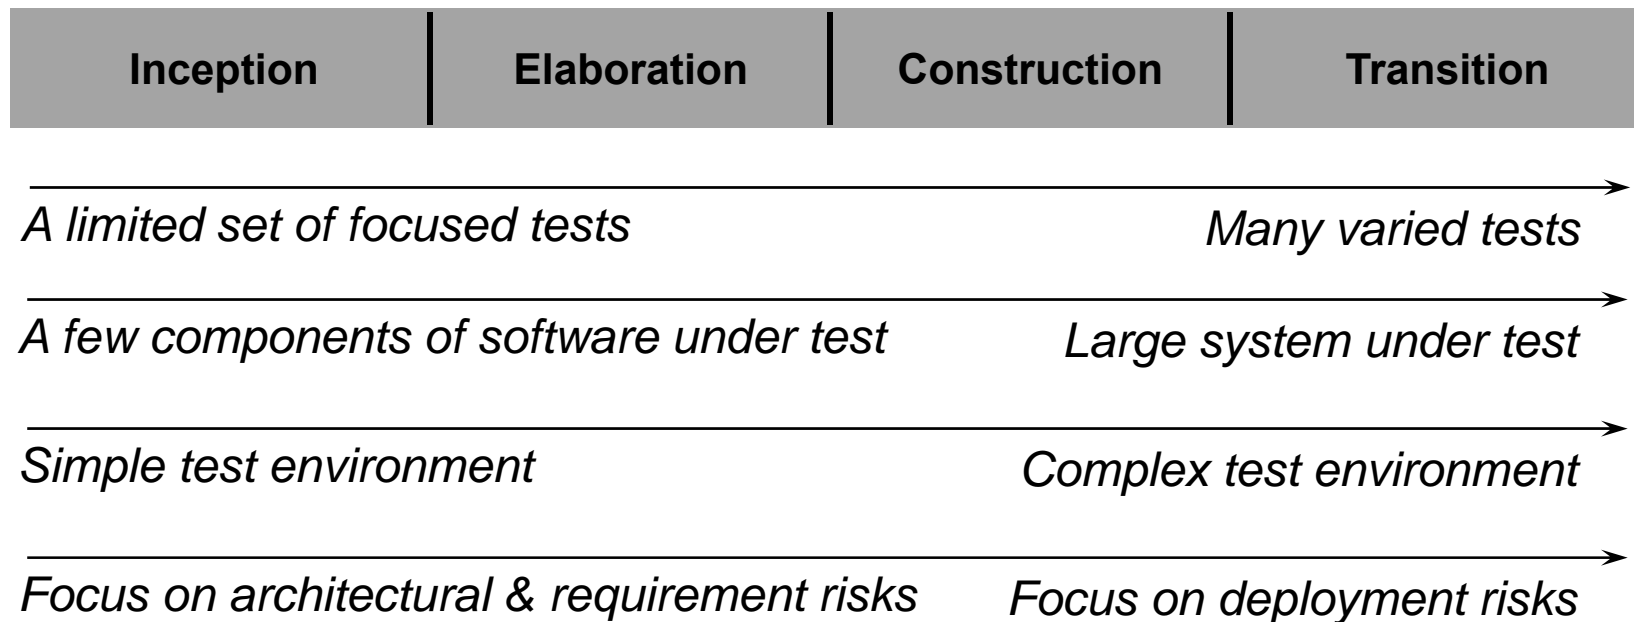 Inception Elaboration Construction Transition
A limited set of focused tests Many varied tests
A few components of software under test Large system under test
Simple test environment Complex test environment
Focus on architectural & requirement risks Focus on deployment risks